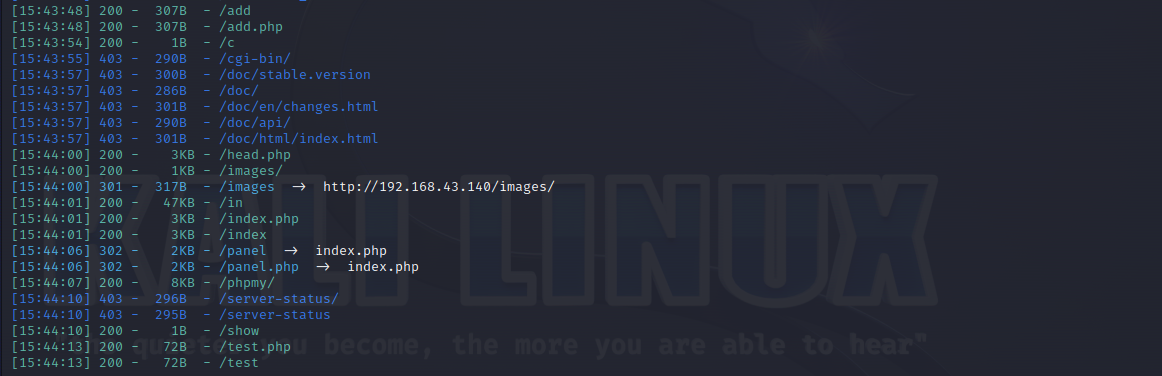 [15:43:48] 200 -  307B  - /add
[15:43:48] 200 -  307B  - /add.php
[15:43:54] 200 -    1B  - /c
[15:43:55] 403 -  290B  - /cgi-bin/
[15:43:57] 403 -  300B  - /doc/stable.version
[15:43:57] 403 -  286B  - /doc/
[15:43:57] 403 -  301B  - /doc/en/changes.html
[15:43:57] 403 -  290B  - /doc/api/
[15:43:57] 403 -  301B  - /doc/html/index.html
[15:44:00] 200 -    3KB - /head.php
[15:44:00] 200 -    1KB - /images/
[15:44:00] 301 -  317B  - /images  →  http://192.168.43.140/images/
[15:44:01] 200 -   47KB - /in
[15:44:01] 200 -    3KB - /index.php
[15:44:01] 200 -    3KB - /index
[15:44:06] 302 -    2KB - /panel  →  index.php
[15:44:06] 302 -    2KB - /panel.php  →  index.php
[15:44:07] 200 -    8KB - /phpmy/
[15:44:10] 403 -  296B  - /server-status/
[15:44:10] 403 -  295B  - /server-status
[15:44:10] 200 -    1B  - /show
[15:44:13] 200 -   72B  - /test.php
[15:44:13] 200 -   72B  - /test
KALI LINUX
you become, the more you are able to hear"